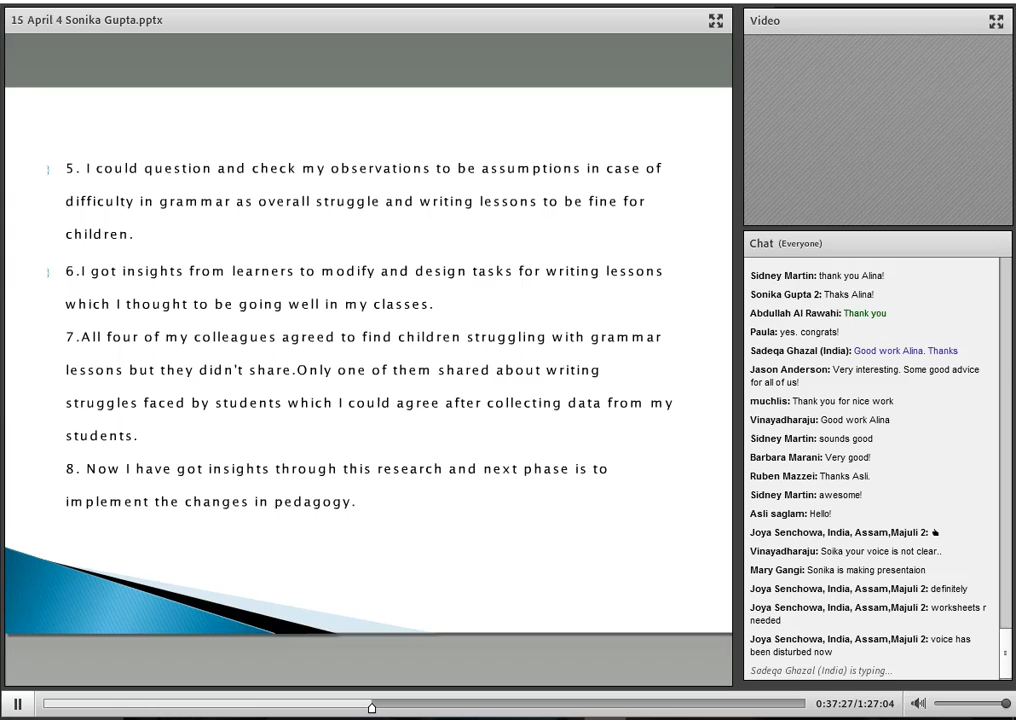 15 April 4 Sonika Gupta.pptx
5. I could question and check my observations to be assumptions in case of
difficulty in grammar as overall struggle and writing lessons to be fine for
children.
6.I got insights from learners to modify and design tasks for writing lessons
which I thought to be going well in my classes.
7.All four of my colleagues agreed to find children struggling with grammar
lessons but they didn't share.Only one of them shared about writing
struggles faced by students which I could agree after collecting data from my
students.
8. Now I have got insights through this research and next phase is to
implement the changes in pedagogy.
Video
Chat (Everyone)
Sidney Martin: thank you Alina!
Sonika Gupta 2: Thaks Alina!
Abdullah Al Rawahi: Thank you
Paula: yes. congrats!
Sadeqa Ghazal (India): Good work Alina. Thanks
Jason Anderson: Very interesting. Some good advice
for all of us!
muchlis: Thank you for nice work
Vinayadharaju: Good work Alina
Sidney Martin: sounds good
Barbara Marani: Very good!
Ruben Mazzei: Thanks Asli.
Sidney Martin: awesome!
Asli saglam: Hello!
Joya Senchowa, India, Assam,Majuli 2:
Vinayadharaju: Soika your voice is not clear..
Mary Gangi: Sonika is making presentaion
Joya Senchowa, India, Assam,Majuli 2: definitely
Joya Senchowa, India, Assam,Majuli 2: worksheets r
needed
Joya Senchowa, India, Assam,Majuli 2: voice has
been disturbed now
Sadeqa Ghazal (India) is typing...
0:37:27/1:27:04